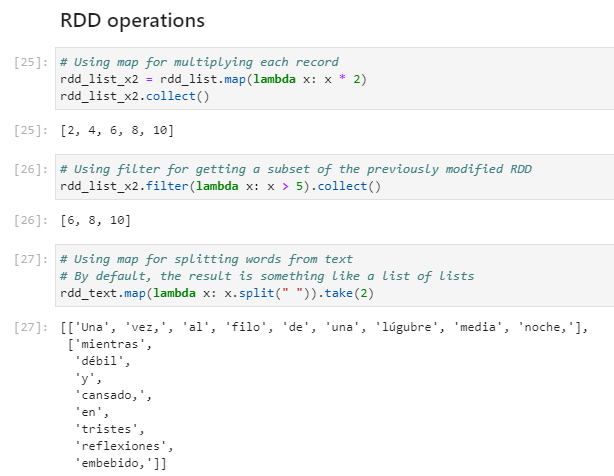 RDD operations
[25]: # Using map for multiplying each record
rdd_list_x2 = rdd_list.map(lambda x: x * 2)
rdd_list_x2.collect()
[25]: [2, 4, 6, 8, 10]
[26]: # Using filter for getting a subset of the previously modified RDD
rdd_list_x2.filter(lambda x: x > 5).collect()
[26]: [6, 8, 10]
[27]: # Using map for splitting words from text
# By default, the result is something like a list of lists
rdd_text.map(lambda x: x.split(" ")).take(2)
[27]: [['Una', 'vez,', 'al', 'filo', 'de', 'una', 'lúgubre', 'media', 'noche,'],
['mientras',
'débil',
'y',
'cansado,',
'en',
'tristes',
'reflexiones',
'embebido,']]